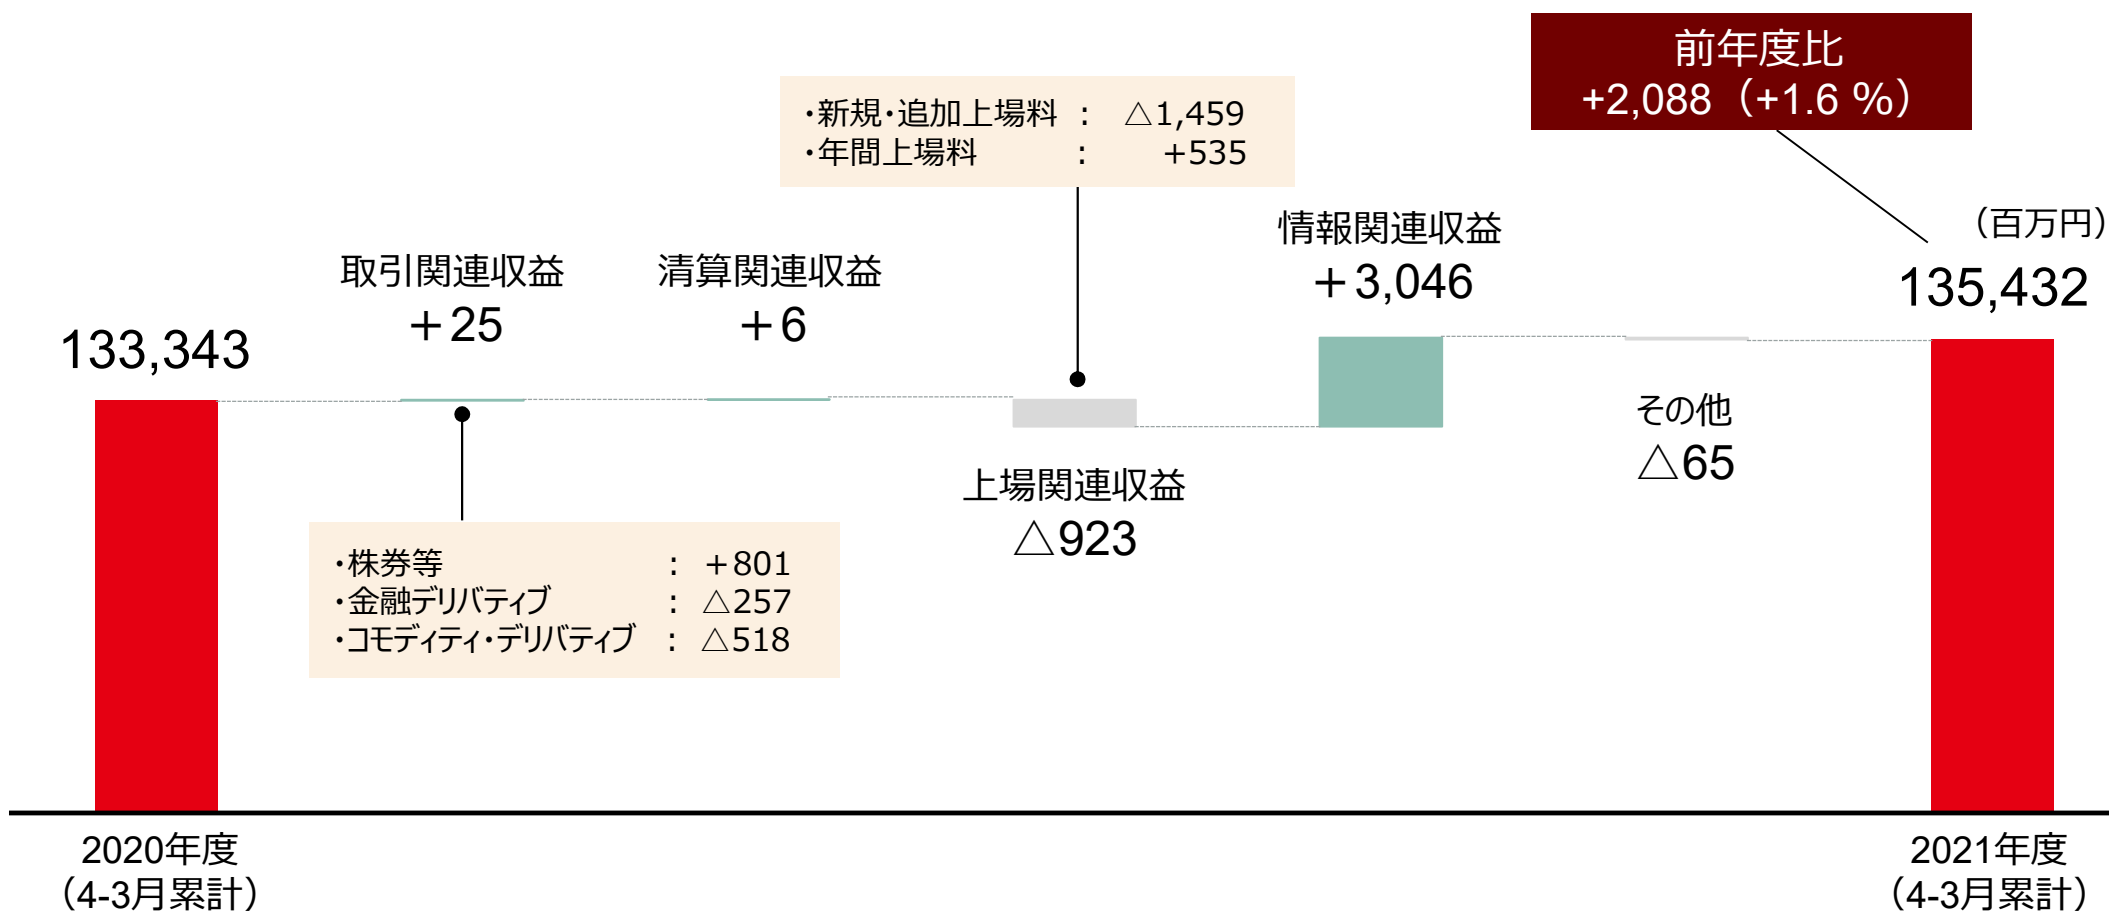 前年度比
+2,088（+1.6 %）
・新規・追加上場料 ： △1,459
・年間上場料 ： +535
（百万円）
133,343
取引関連収益
+25
清算関連収益
+6
情報関連収益
+3,046
135,432
上場関連収益
△923
その他
△65
・株券等 ： +801
・金融デリバティブ ： △257
・コモディティ・デリバティブ ： △518
2020年度
（4-3月累計）
2021年度
（4-3月累計）